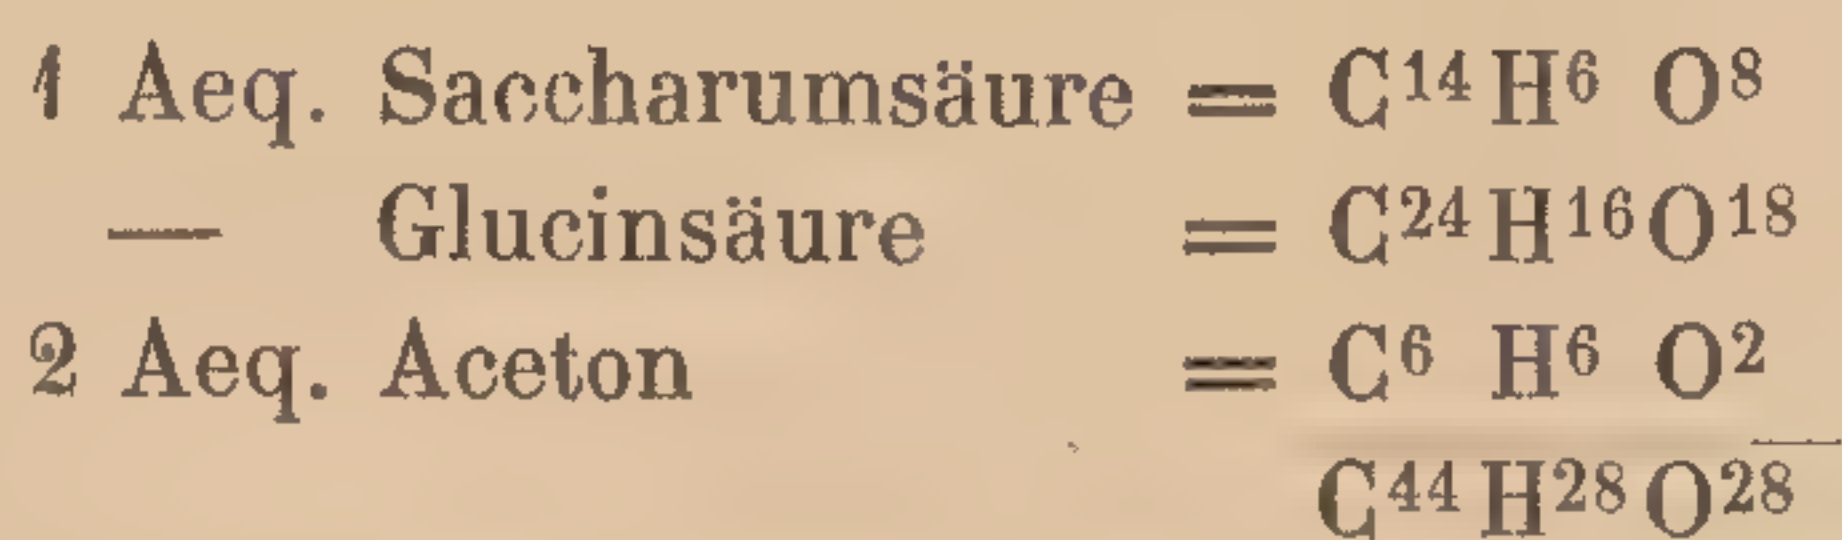 1 Aeq. Saccharumsäure = C¹⁴ H⁶ O⁸
— Glucinsäure = C²⁴ H¹⁶ O¹⁸
2 Aeq. Aceton = C⁶ H⁶ O²
C⁴⁴ H²⁸ O²⁸